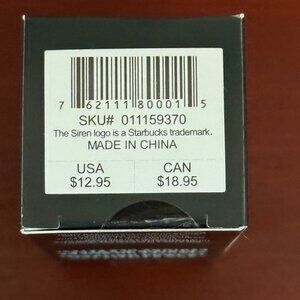 7 62111 80001 5
SKU# 011159370
The Siren logo is a Starbucks trademark.
MADE IN CHINA
USA CAN
$12.95 $18.95